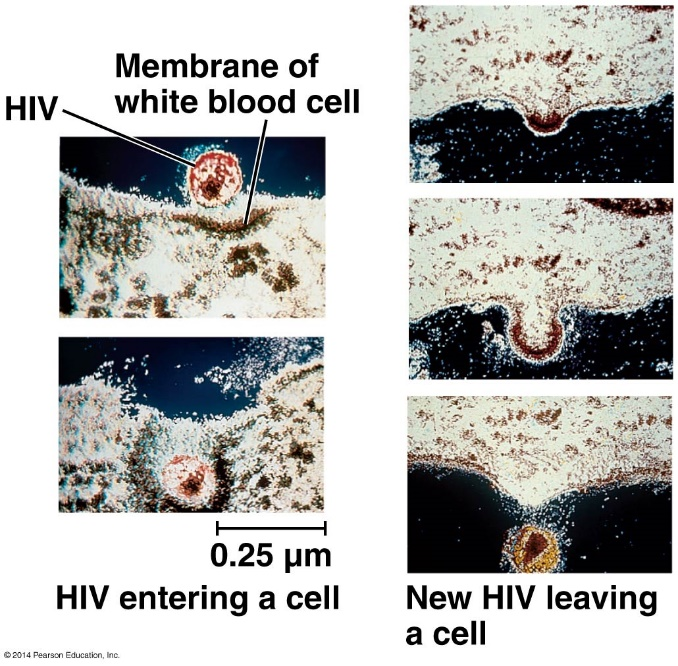 Membrane of
white blood cell
HIV
0.25 µm
HIV entering a cell
New HIV leaving
a cell
© 2014 Pearson Education, Inc.